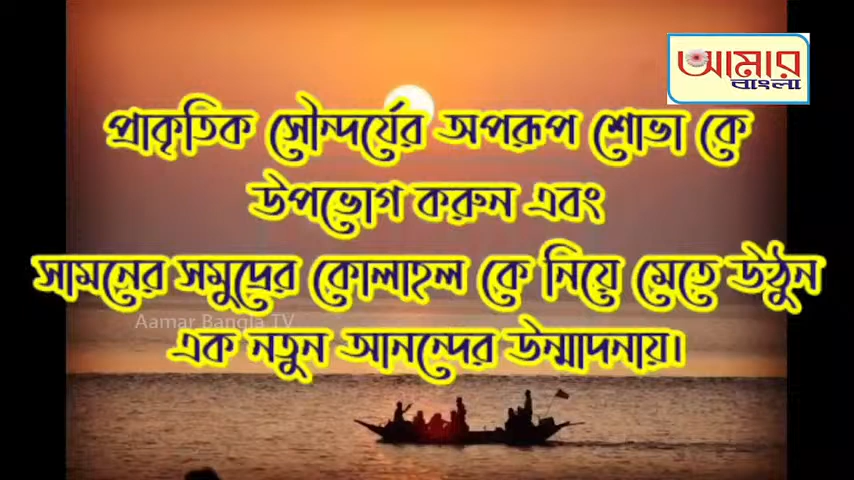 আমার
বাংলা
প্রাকৃতিক সৌন্দর্যের অপরূপ শোভা কে
উপভোগ করুন এবং
সামনের সমুদ্রের কোলাহল কে নিয়ে মেতে উঠুন
Aamar Bangla TV
এক নতুন আনন্দের উন্মাদনায়।